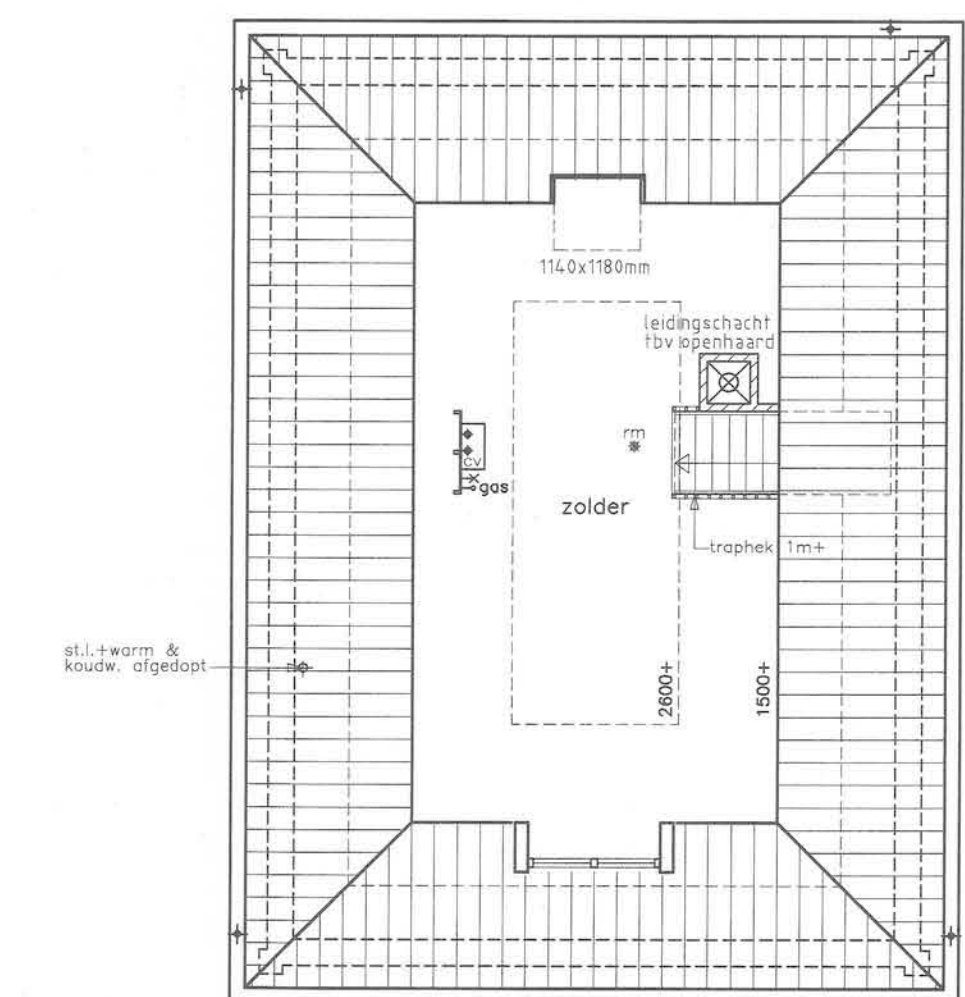 1140x1180mm
leidingschacht
tbv openhaard
rm
cv
gas
zolder
traphek 1m+
st.l.+warm &
koudw. afgedopt
2600+
1500+